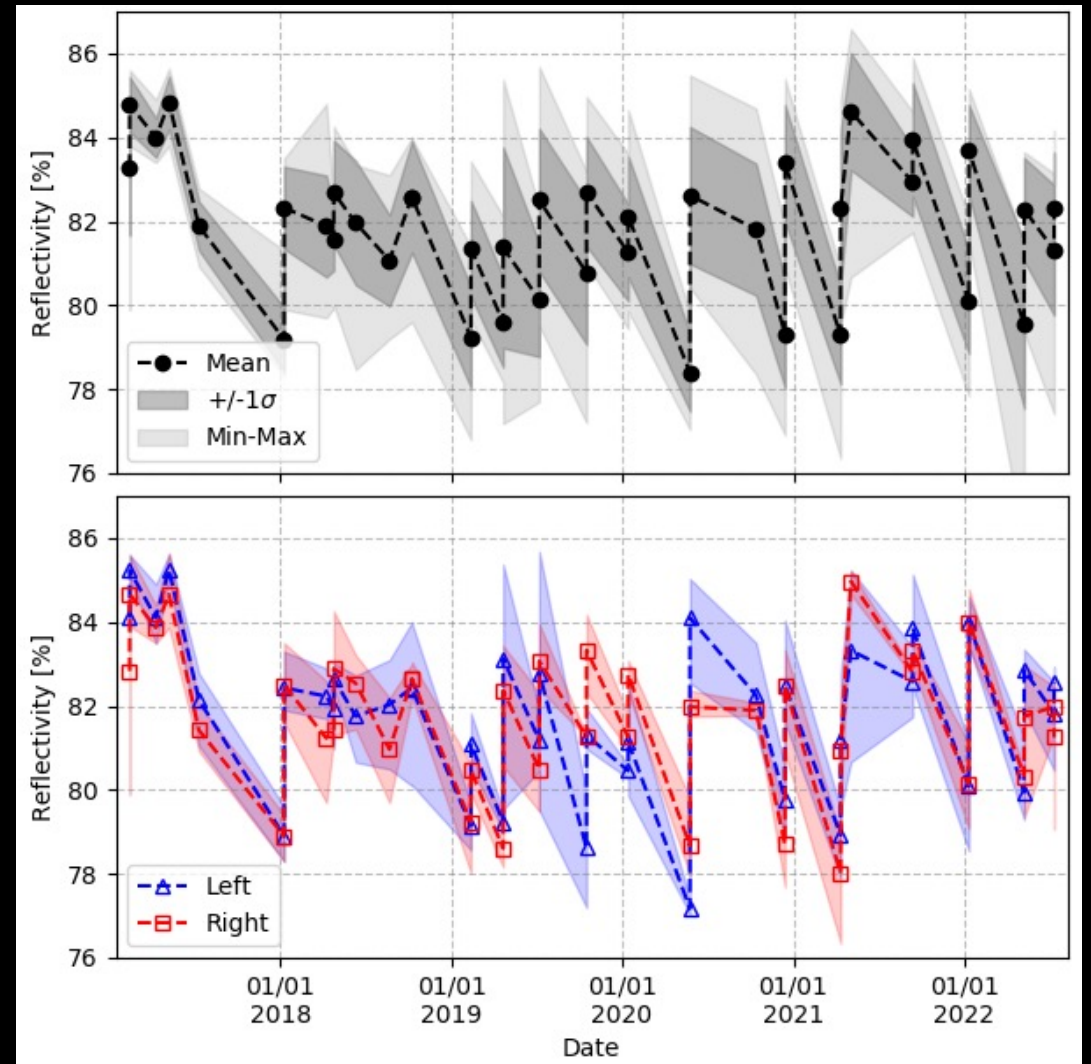 86
84
82
80
78
76
Reflectivity [%]
Mean
+/-1σ
Min-Max
86
84
82
80
78
76
Reflectivity [%]
Left
Right
01/01
2018
01/01
2019
01/01
2020
01/01
2021
01/01
2022
Date